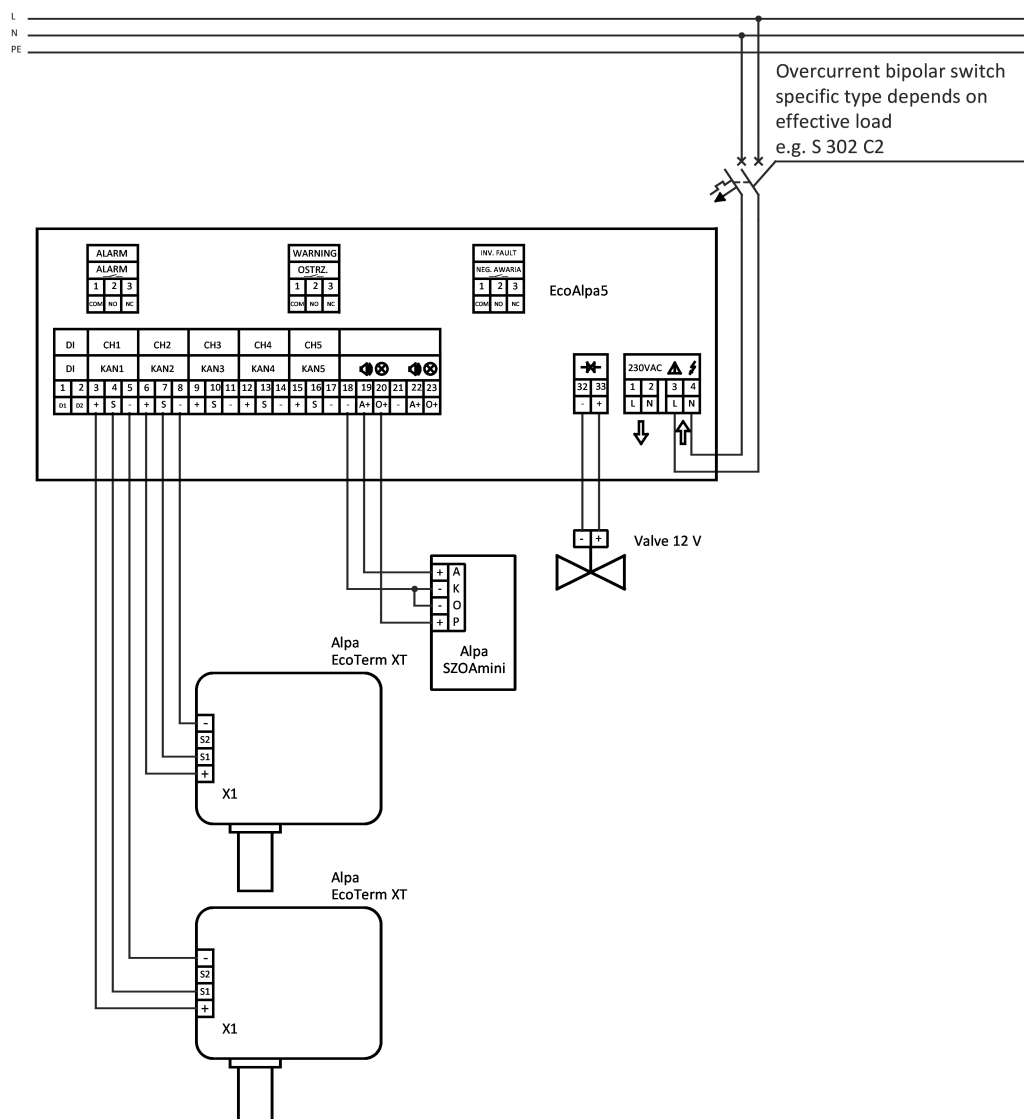 L
N
PE
Overcurrent bipolar switch
specific type depends on
effective load
e.g. S 302 C2
ALARM
ALARM
1 2 3
COM NO NC
WARNING
OSTRZ.
1 2 3
COM NO NC
INV. FAULT
NEG. AWARIA
1 2 3
COM NO NC
EcoAlpa5
DI CH1 CH2 CH3 CH4 CH5
DI KAN1 KAN2 KAN3 KAN4 KAN5
1 2 3 4 5 6 7 8 9 10 11 12 13 14 15 16 17 18 19 20 21 22 23
D1 D2 + S - + S - + S - + S - + S - - A+ O+ - A+ O+
32 33
- +
230VAC
1 2 3 4
L N L N
- +
Valve 12 V
+ A
- K
- O
+ P
Alpa
SZOAmini
Alpa
EcoTerm XT
-
S2
S1
+
X1
Alpa
EcoTerm XT
-
S2
S1
+
X1